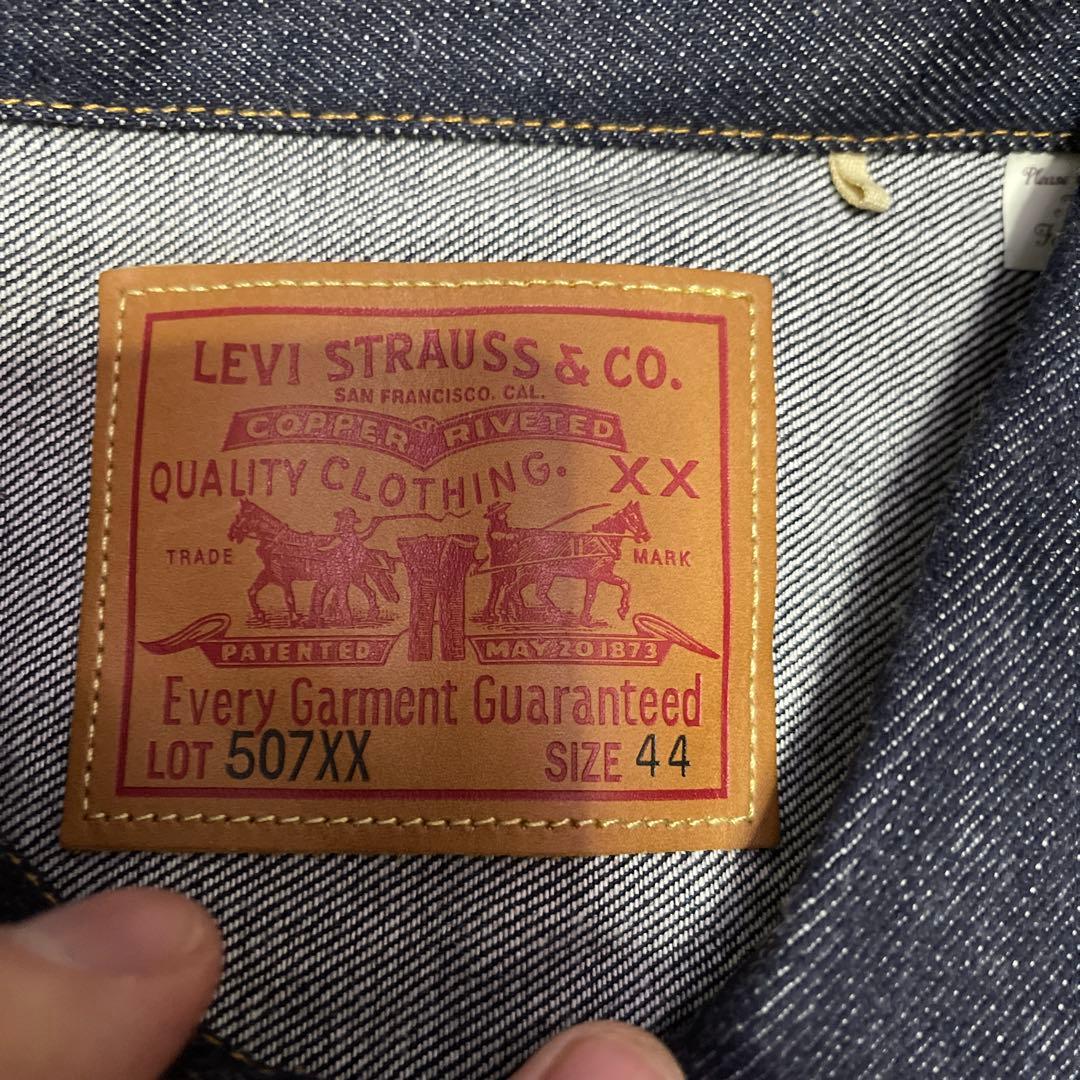 LEVI STRAUSS & CO.
SAN FRANCISCO, CAL.
COPPER RIVETED
QUALITY CLOTHING. XX
TRADE MARK
PATENTED MAY 20 1873
Every Garment Guaranteed
LOT 507XX SIZE 44
Please